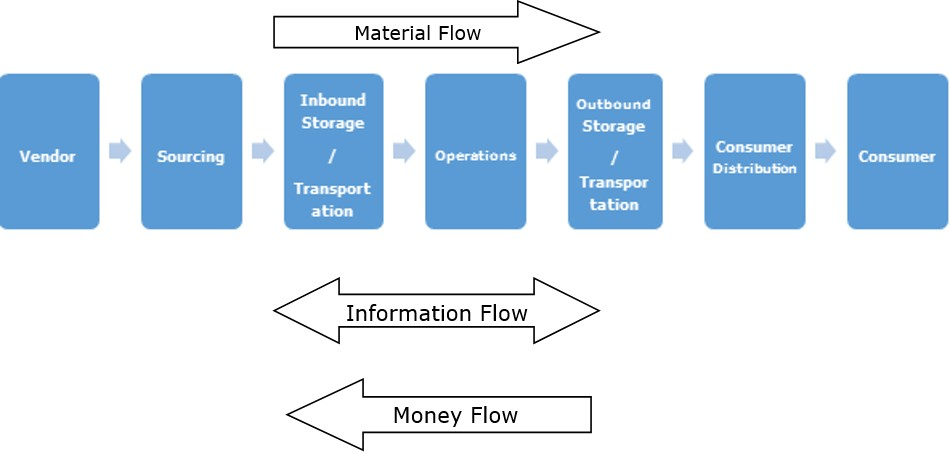 Material Flow
Vendor
Sourcing
Inbound
Storage
/
Transport
ation
Operations
Outbound
Storage
/
Transpor
tation
Consumer
Distribution
Consumer
Information Flow
Money Flow